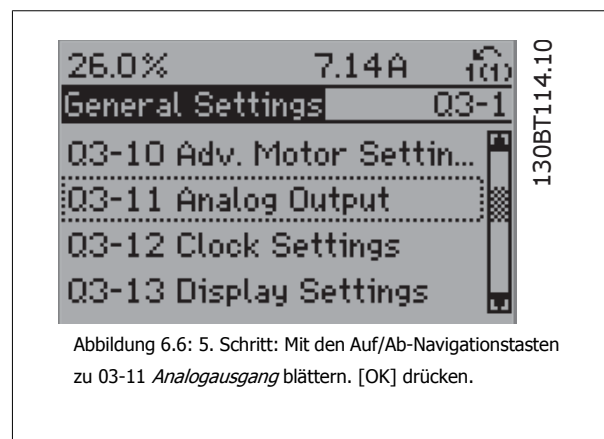 26.0% 7.14A 1(1)
General Settings Q3-1
Q3-10 Adv. Motor Settin...
Q3-11 Analog Output
Q3-12 Clock Settings
Q3-13 Display Settings
130BT114.10
Abbildung 6.6: 5. Schritt: Mit den Auf/Ab-Navigationstasten
zu 03-11 Analogausgang blättern. [OK] drücken.